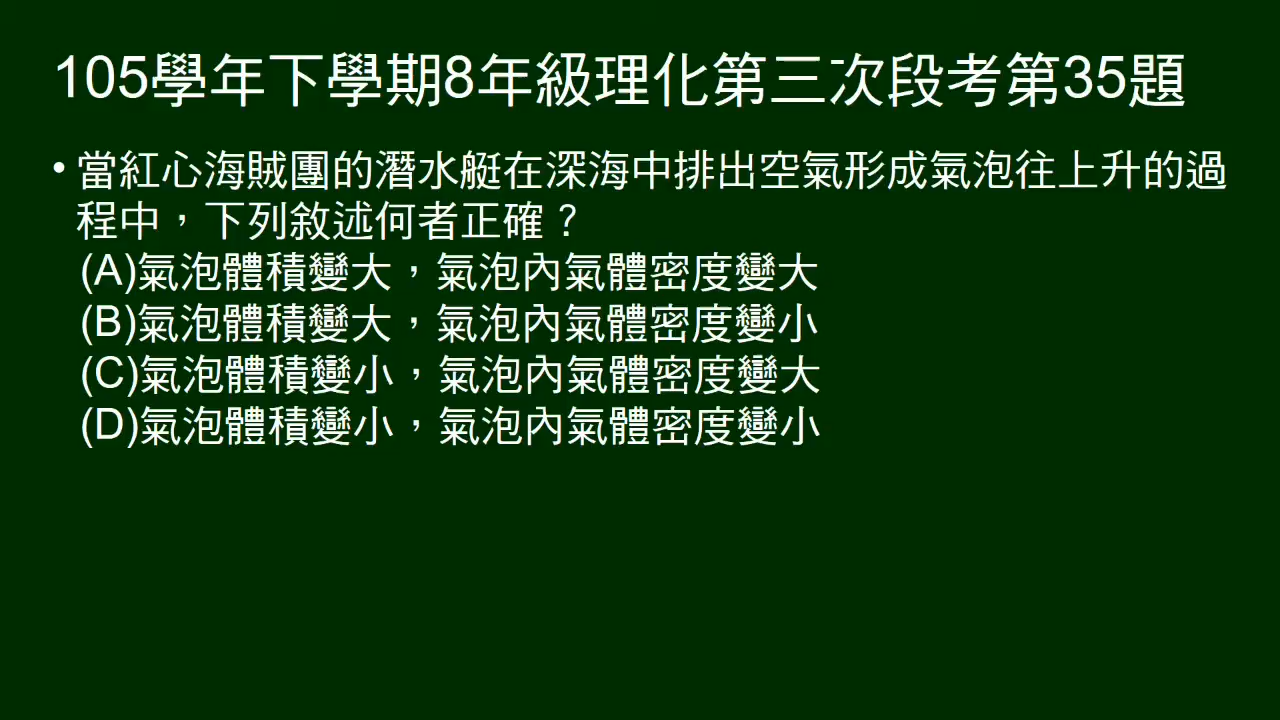 105學年下學期8年級理化第三次段考第35題
• 當紅心海賊團的潛水艇在深海中排出空氣形成氣泡往上升的過
程中，下列敘述何者正確？
(A)氣泡體積變大，氣泡內氣體密度變大
(B)氣泡體積變大，氣泡內氣體密度變小
(C)氣泡體積變小，氣泡內氣體密度變大
(D)氣泡體積變小，氣泡內氣體密度變小